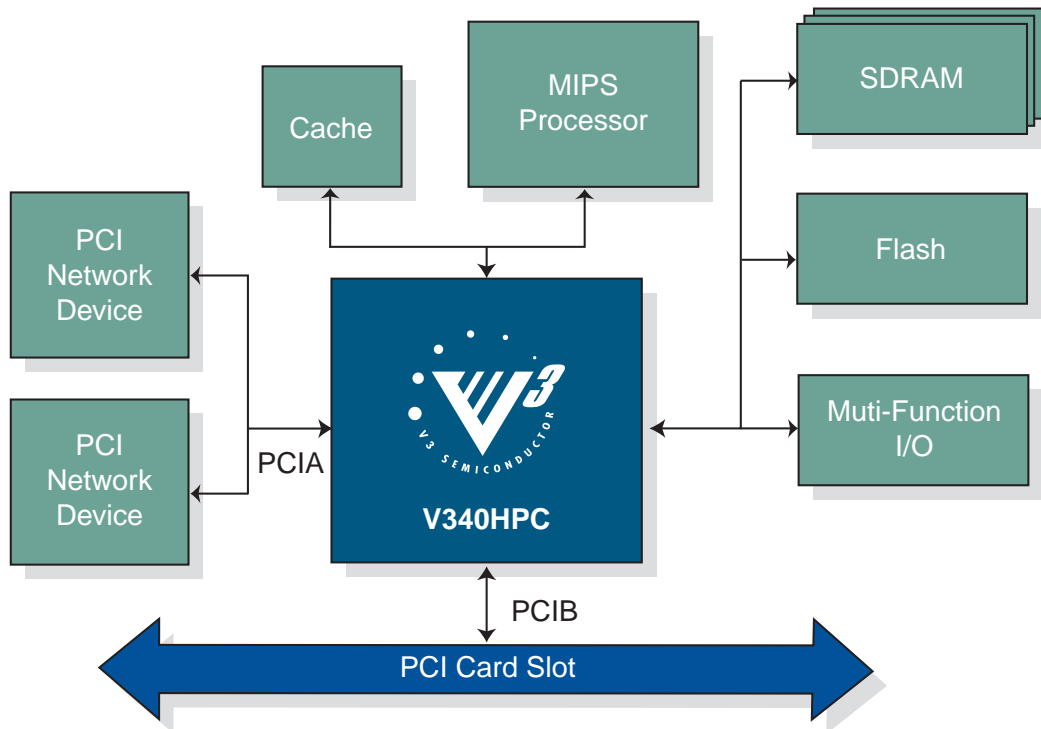 Cache
MIPS
Processor
SDRAM
PCI
Network
Device
Flash
PCI
Network
Device
PCIA
V3
V3 SEMICONDUCTOR
V340HPC
Muti-Function
I/O
PCIB
PCI Card Slot